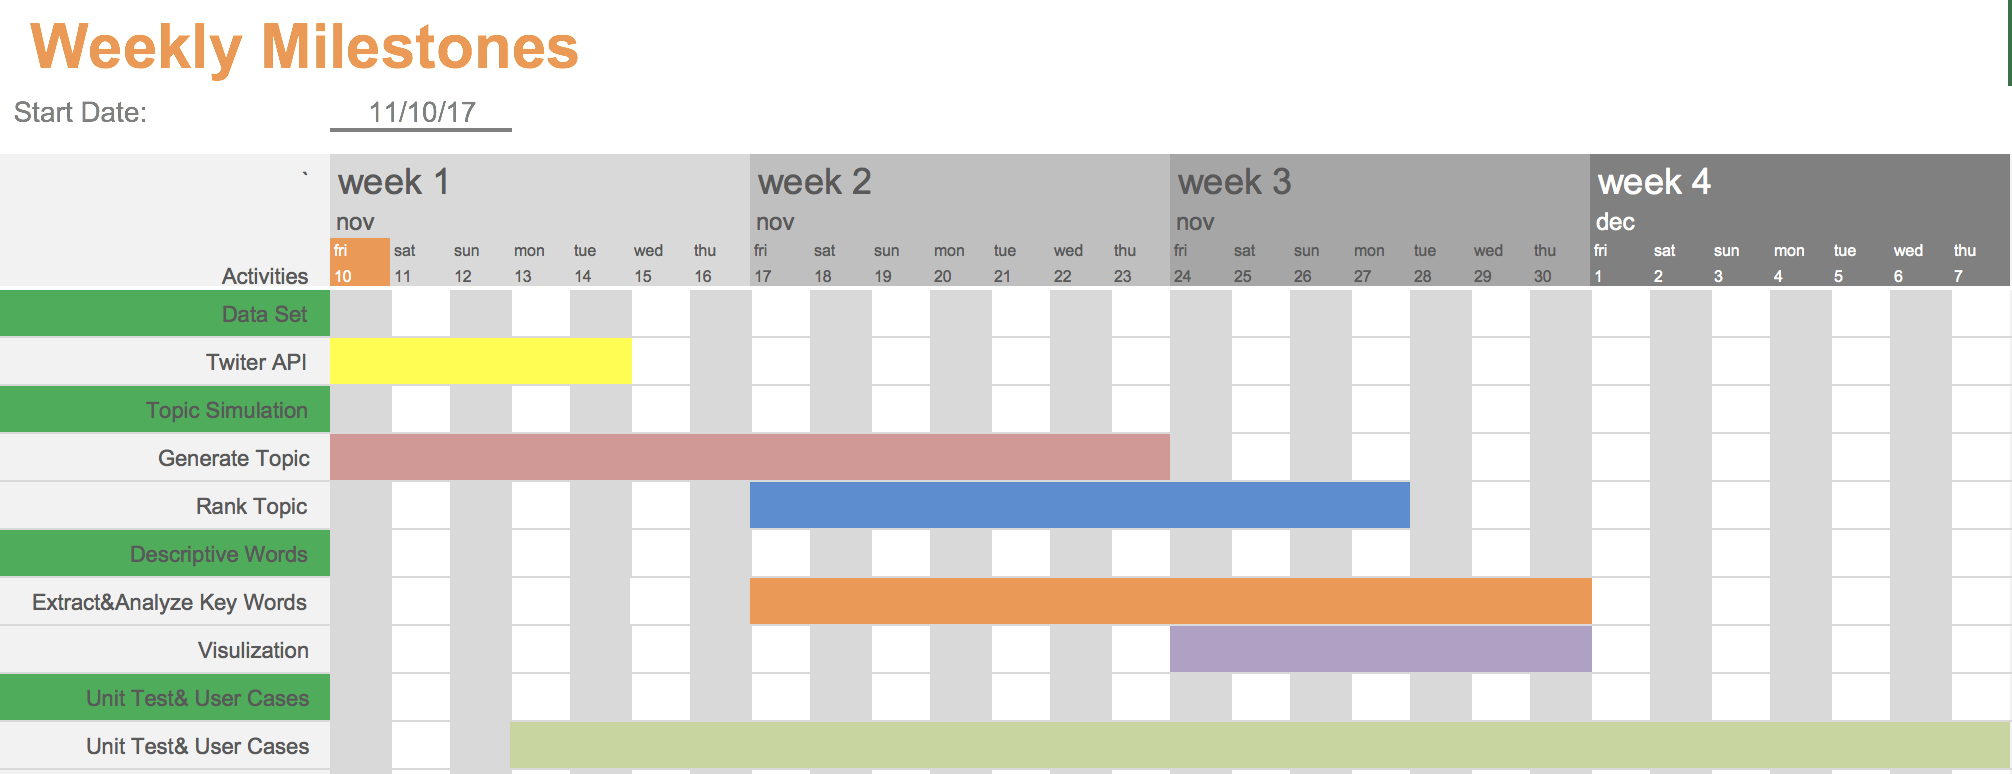 Weekly Milestones
Start Date: 11/10/17
` week 1 week 2 week 3 week 4
nov nov nov dec
fri sat sun mon tue wed thu fri sat sun mon tue wed thu fri sat sun mon tue wed thu fri sat sun mon tue wed thu
Activities 10 11 12 13 14 15 16 17 18 19 20 21 22 23 24 25 26 27 28 29 30 1 2 3 4 5 6 7
Data Set
Twiter API
Topic Simulation
Generate Topic
Rank Topic
Descriptive Words
Extract&Analyze Key Words
Visulization
Unit Test& User Cases
Unit Test& User Cases